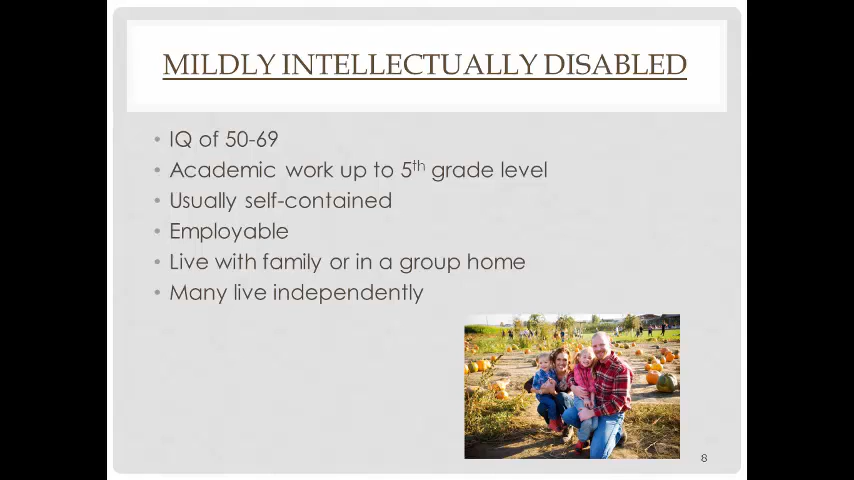 MILDLY INTELLECTUALLY DISABLED
• IQ of 50-69
• Academic work up to 5th grade level
• Usually self-contained
• Employable
• Live with family or in a group home
• Many live independently
8